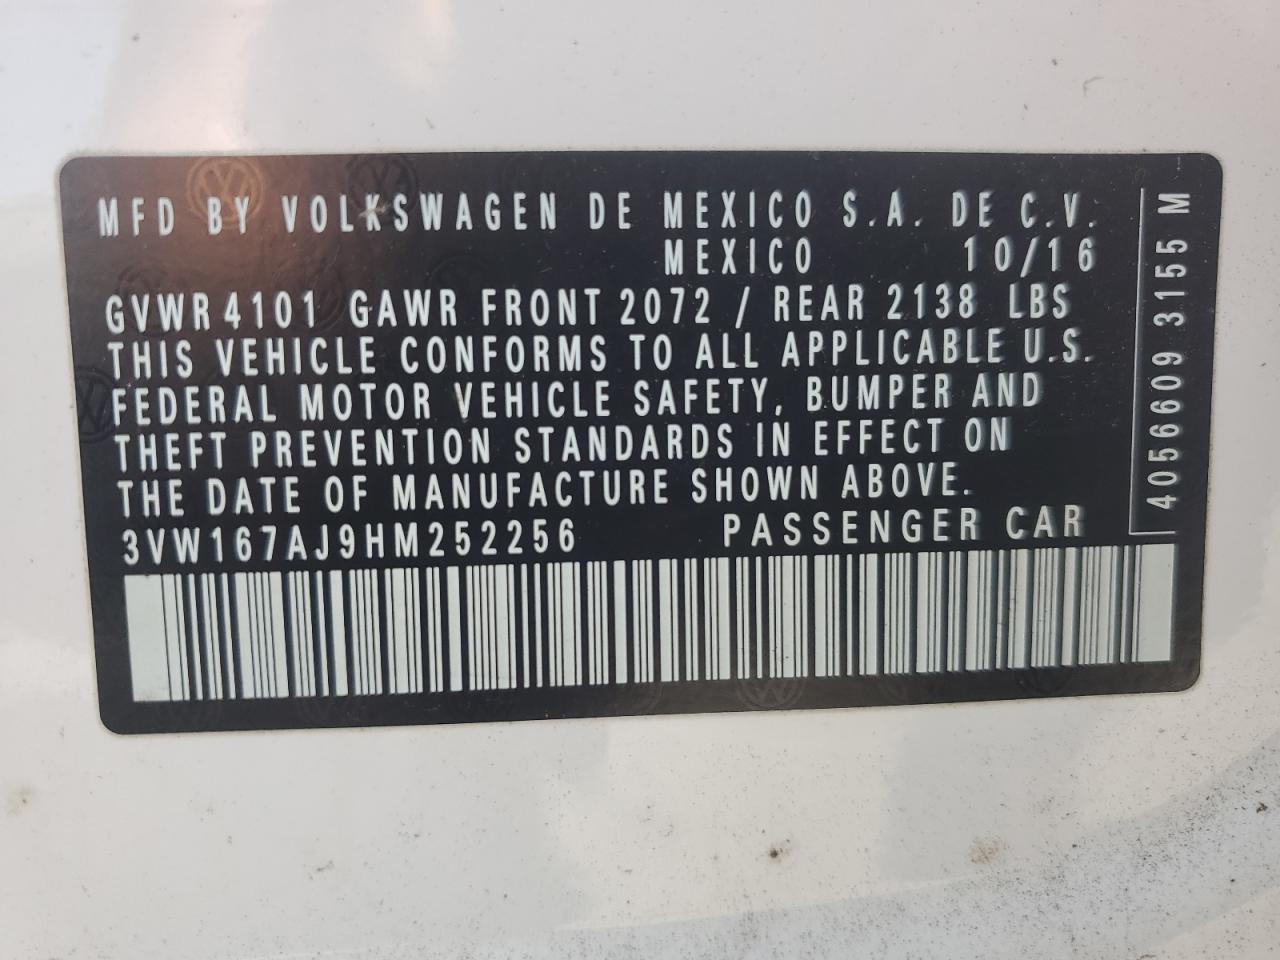 MFD BY VOLKSWAGEN DE MEXICO S.A. DE C.V.
MEXICO 10/16
GVWR 4101 GAWR FRONT 2072 / REAR 2138 LBS
THIS VEHICLE CONFORMS TO ALL APPLICABLE U.S.
FEDERAL MOTOR VEHICLE SAFETY, BUMPER AND
THEFT PREVENTION STANDARDS IN EFFECT ON
THE DATE OF MANUFACTURE SHOWN ABOVE.
3VW167AJ9HM252256 PASSENGER CAR
4056609 3155 M